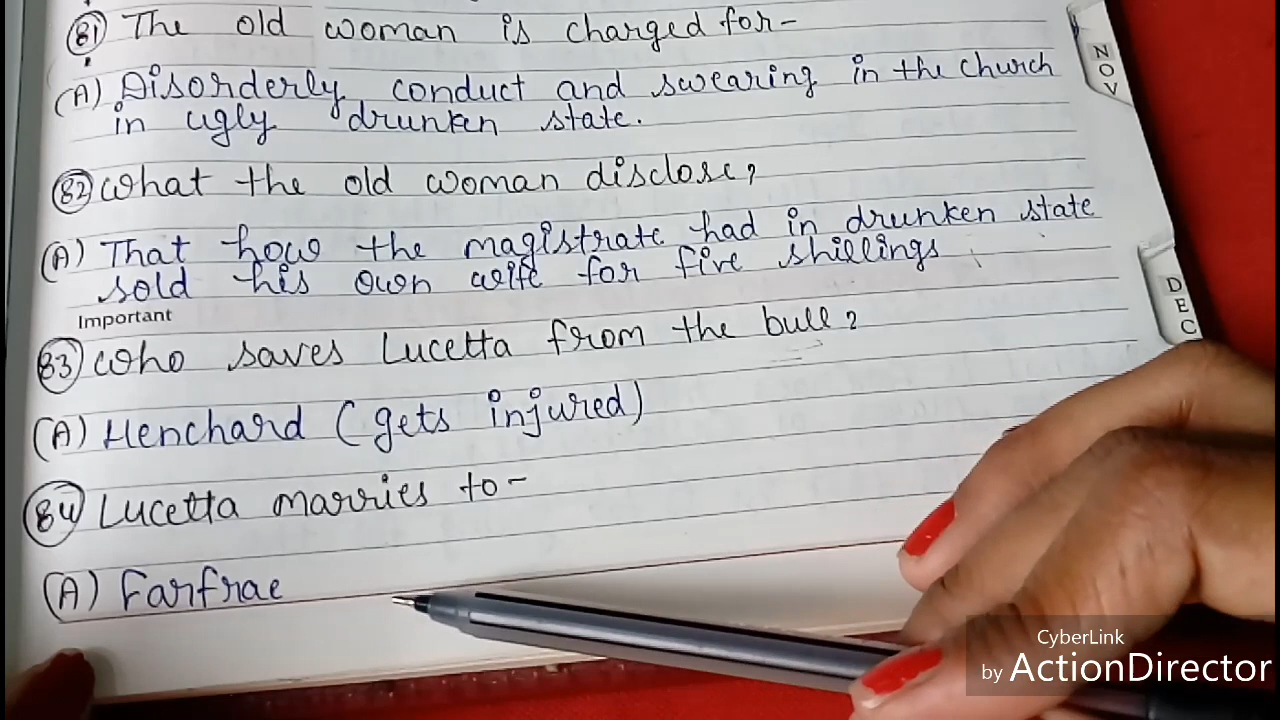 81 The old woman is charged for-
(A) Disorderly conduct and swearing in the church
in ugly drunken state.
82 What the old woman disclose?
(A) That how the magistrate had in drunken state
sold his own wife for five shillings
Important
83 Who saves Lucetta from the bull?
(A) Henchard (gets injured)
84 Lucetta marries to-
(A) Farfrae
NOV
DEC
CyberLink
by ActionDirector